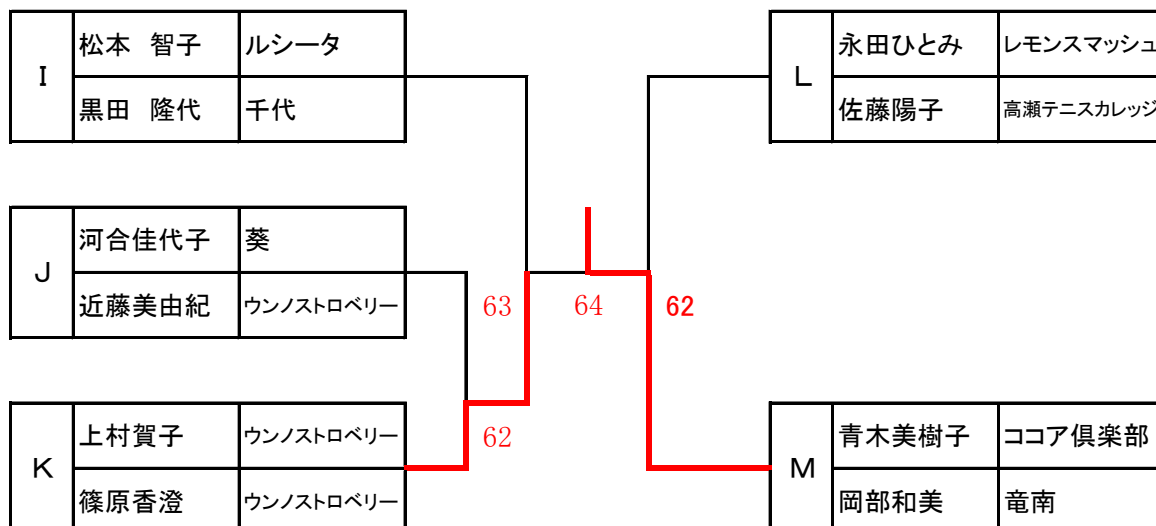 I
松本　智子 ルシータ
黒田　隆代 千代
J
河合佳代子 葵
近藤美由紀 ウンノストロベリー
K
上村賀子 ウンノストロベリー
篠原香澄 ウンノストロベリー
63
62
64
62
L
永田ひとみ レモンスマッシュ
佐藤陽子 高瀬テニスカレッジ
M
青木美樹子 ココア倶楽部
岡部和美 竜南